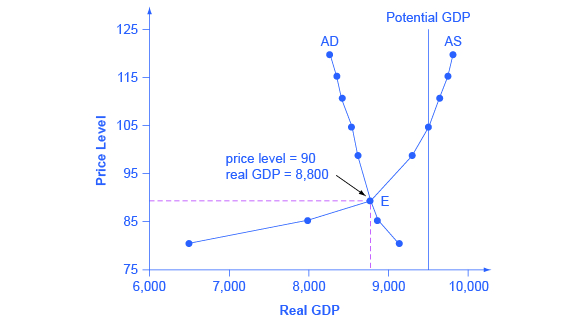 Potential GDP
125
AD
AS
115
105
Price Level
price level = 90
real GDP = 8,800
95
E
85
75
6,000
7,000
8,000
9,000
10,000
Real GDP